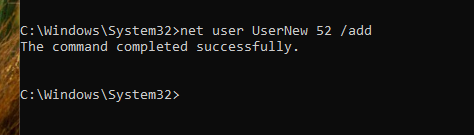 C:\Windows\System32>net user UserNew 52 /add
The command completed successfully.
C:\Windows\System32>